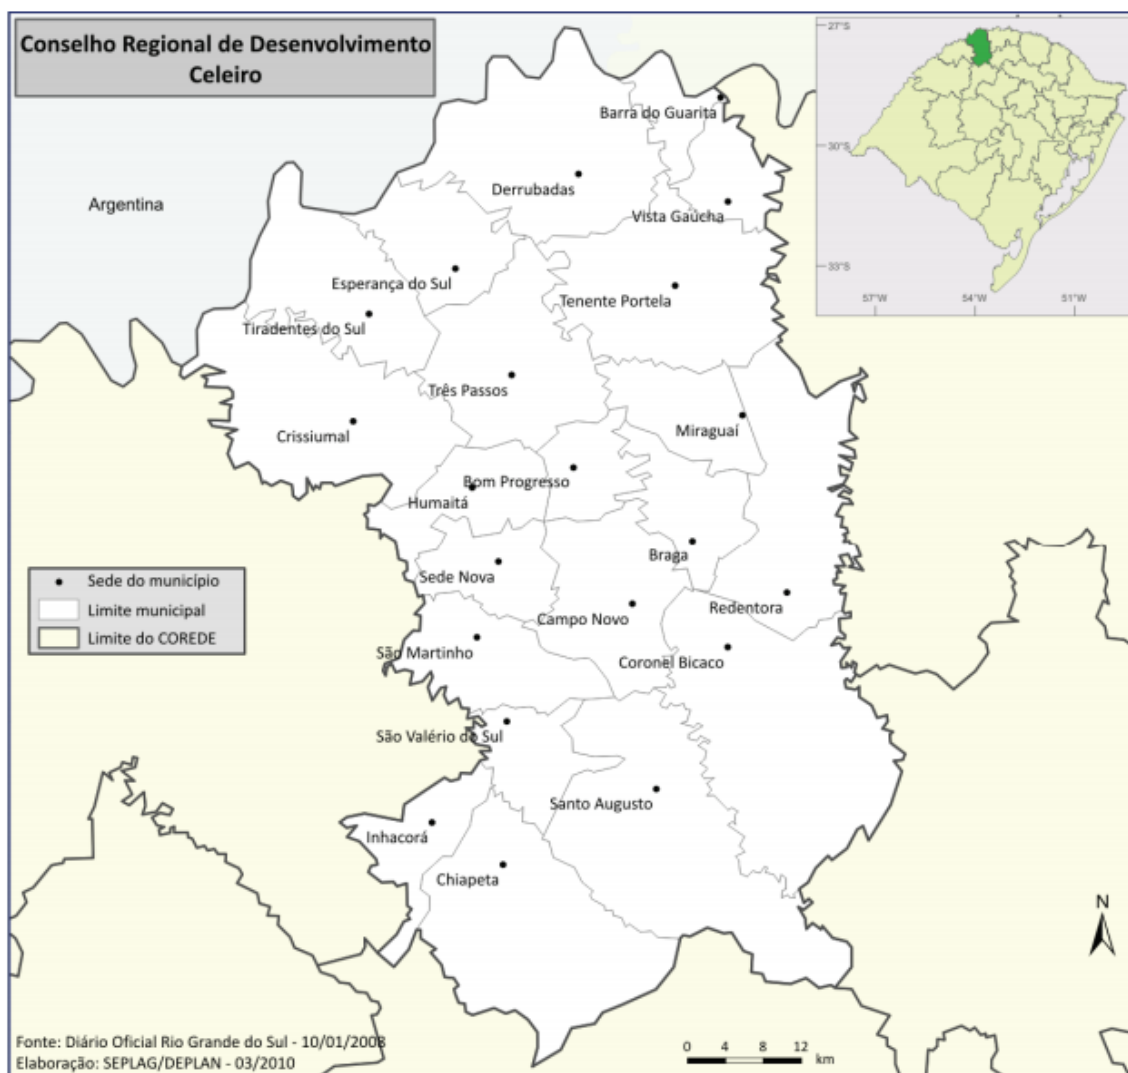 Conselho Regional de Desenvolvimento
Celeiro
27°S
30°S
33°S
57°W
54°W
51°W
Argentina
Barra do Guarita
Derrubadas
Vista Gaúcha
Esperança do Sul
Tenente Portela
Tiradentes do Sul
Três Passos
Crissiumal
Miraguaí
Bom Progresso
Humaitá
Braga
Sede Nova
Redentora
Campo Novo
São Martinho
Coronel Bicaco
São Valério do Sul
Santo Augusto
Inhacorá
Chiapeta
Sede do município
Limite municipal
Limite do COREDE
N
Fonte: Diário Oficial Rio Grande do Sul - 10/01/2008
Elaboração: SEPLAG/DEPLAN - 03/2010
0 4 8 12
km